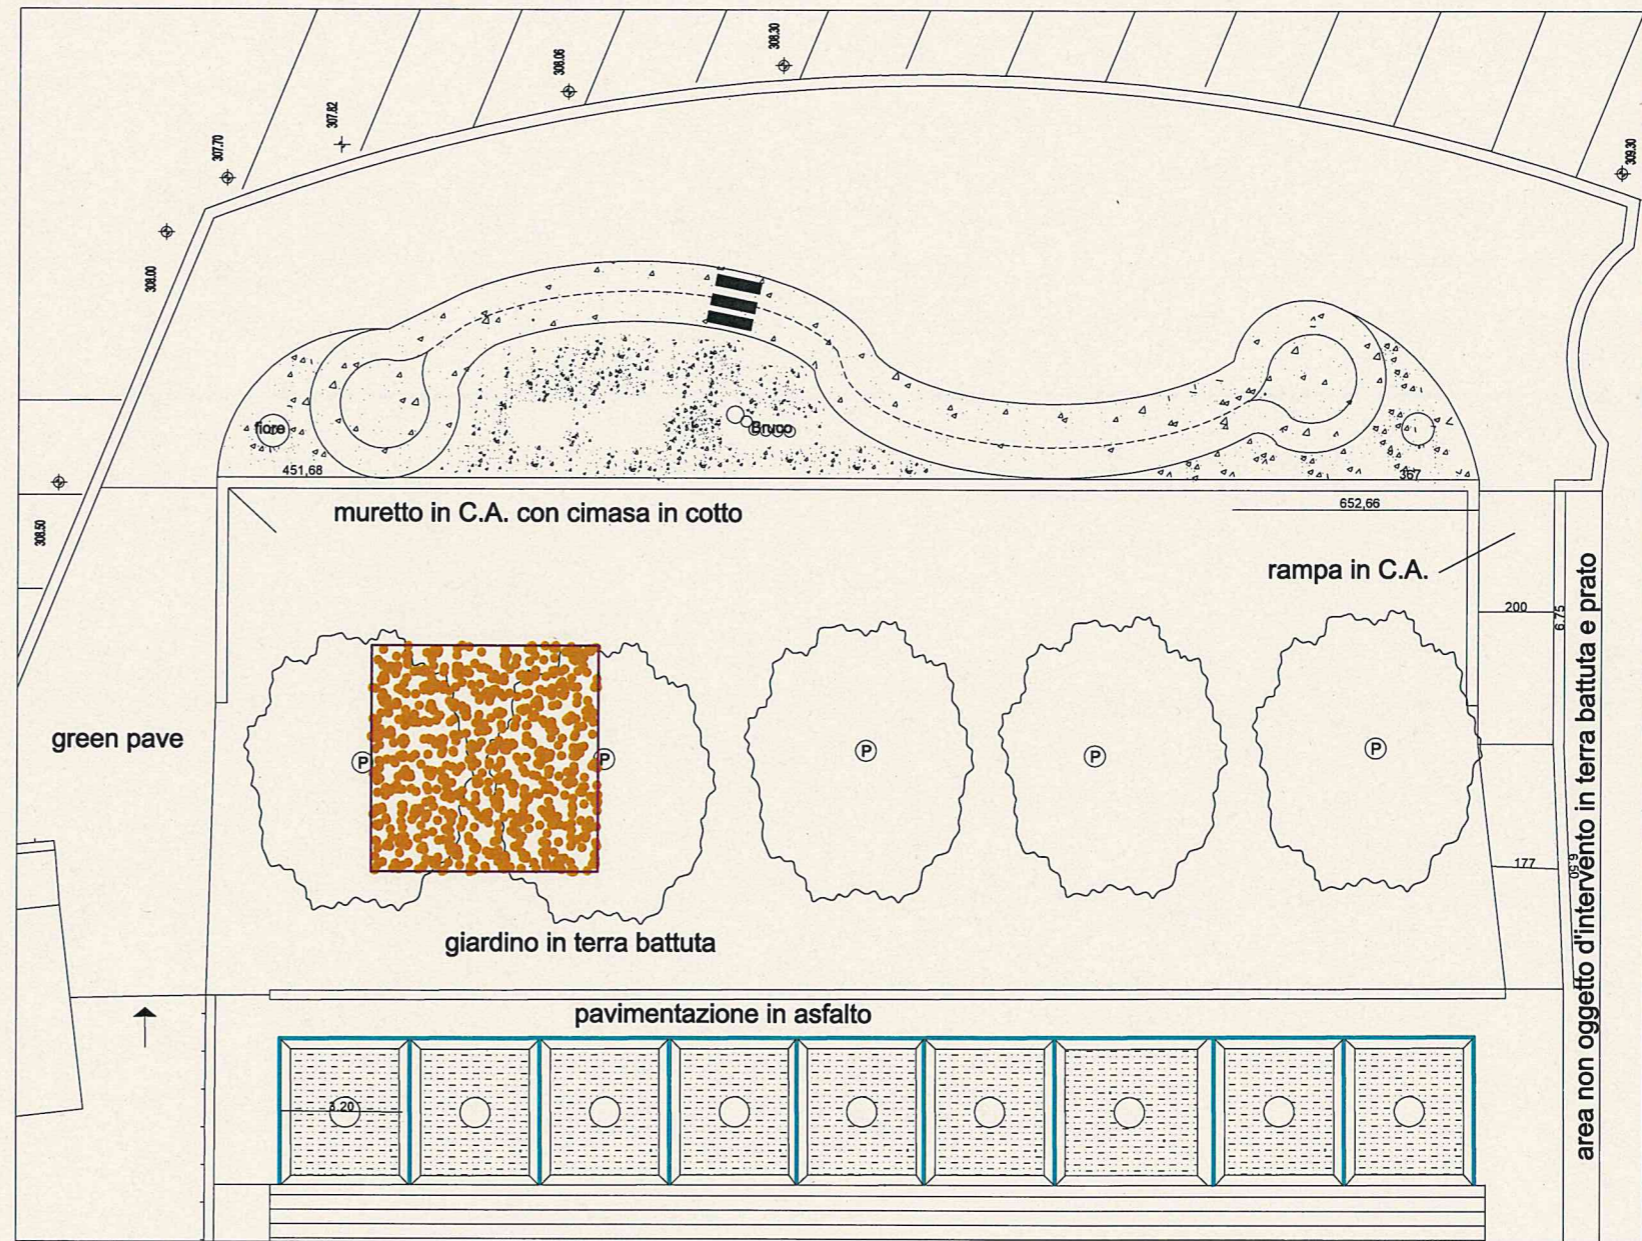 308.30
308.06
307.82
307.70
309.30
308.00
fiore
Bruco
451,68
367
652,66
muretto in C.A. con cimasa in cotto
308.50
rampa in C.A.
200
6.75
area non oggetto d'intervento in terra battuta e prato
green pave
P
P
P
P
P
177
6.50
giardino in terra battuta
pavimentazione in asfalto
3.20